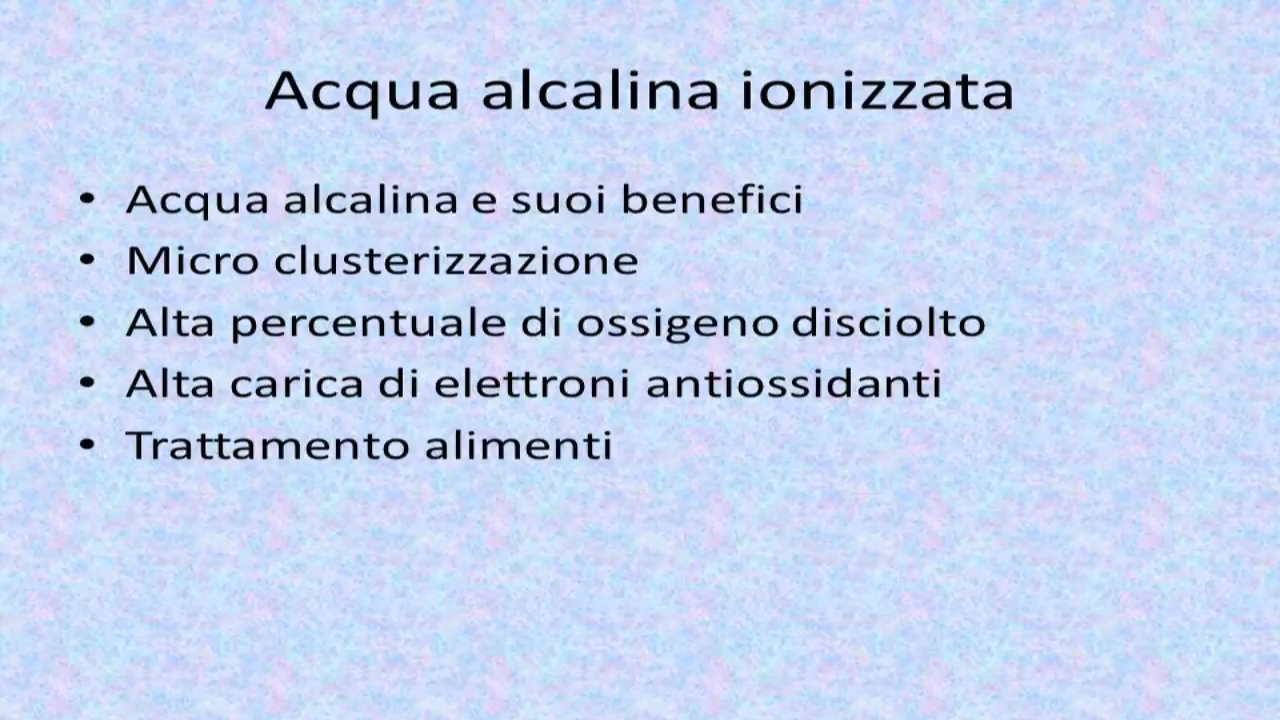 Acqua alcalina ionizzata
• Acqua alcalina e suoi benefici
• Micro clusterizzazione
• Alta percentuale di ossigeno disciolto
• Alta carica di elettroni antiossidanti
• Trattamento alimenti